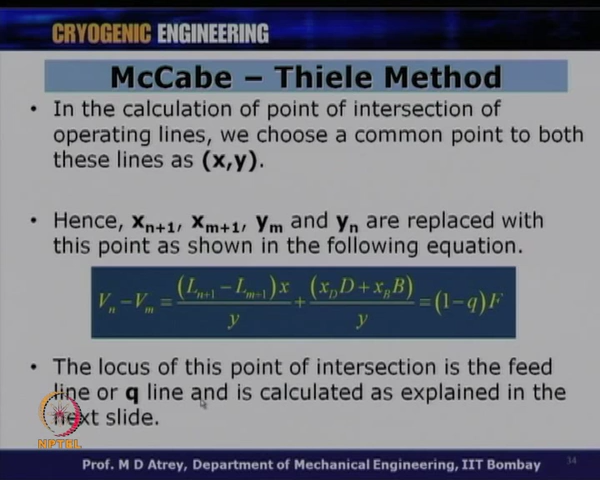 CRYOGENIC ENGINEERING
McCabe – Thiele Method
• In the calculation of point of intersection of
operating lines, we choose a common point to both
these lines as (x,y).
• Hence, xₙ₊₁, xₘ₊₁, yₘ and yₙ are replaced with
this point as shown in the following equation.
Vₙ − Vₘ = (Lₙ₊₁ − Lₘ₊₁)x / y + (x_D D + x_B B) / y = (1 − q)F
• The locus of this point of intersection is the feed
line or q line and is calculated as explained in the
next slide.
NPTEL
34
Prof. M D Atrey, Department of Mechanical Engineering, IIT Bombay